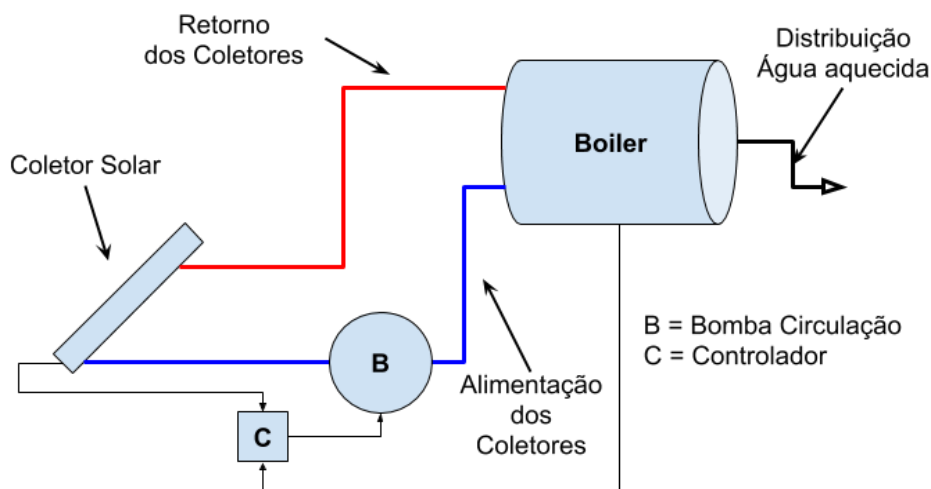 Retorno
dos Coletores
Distribuição
Água aquecida
Boiler
Coletor Solar
B = Bomba Circulação
C = Controlador
B
Alimentação
dos
Coletores
C